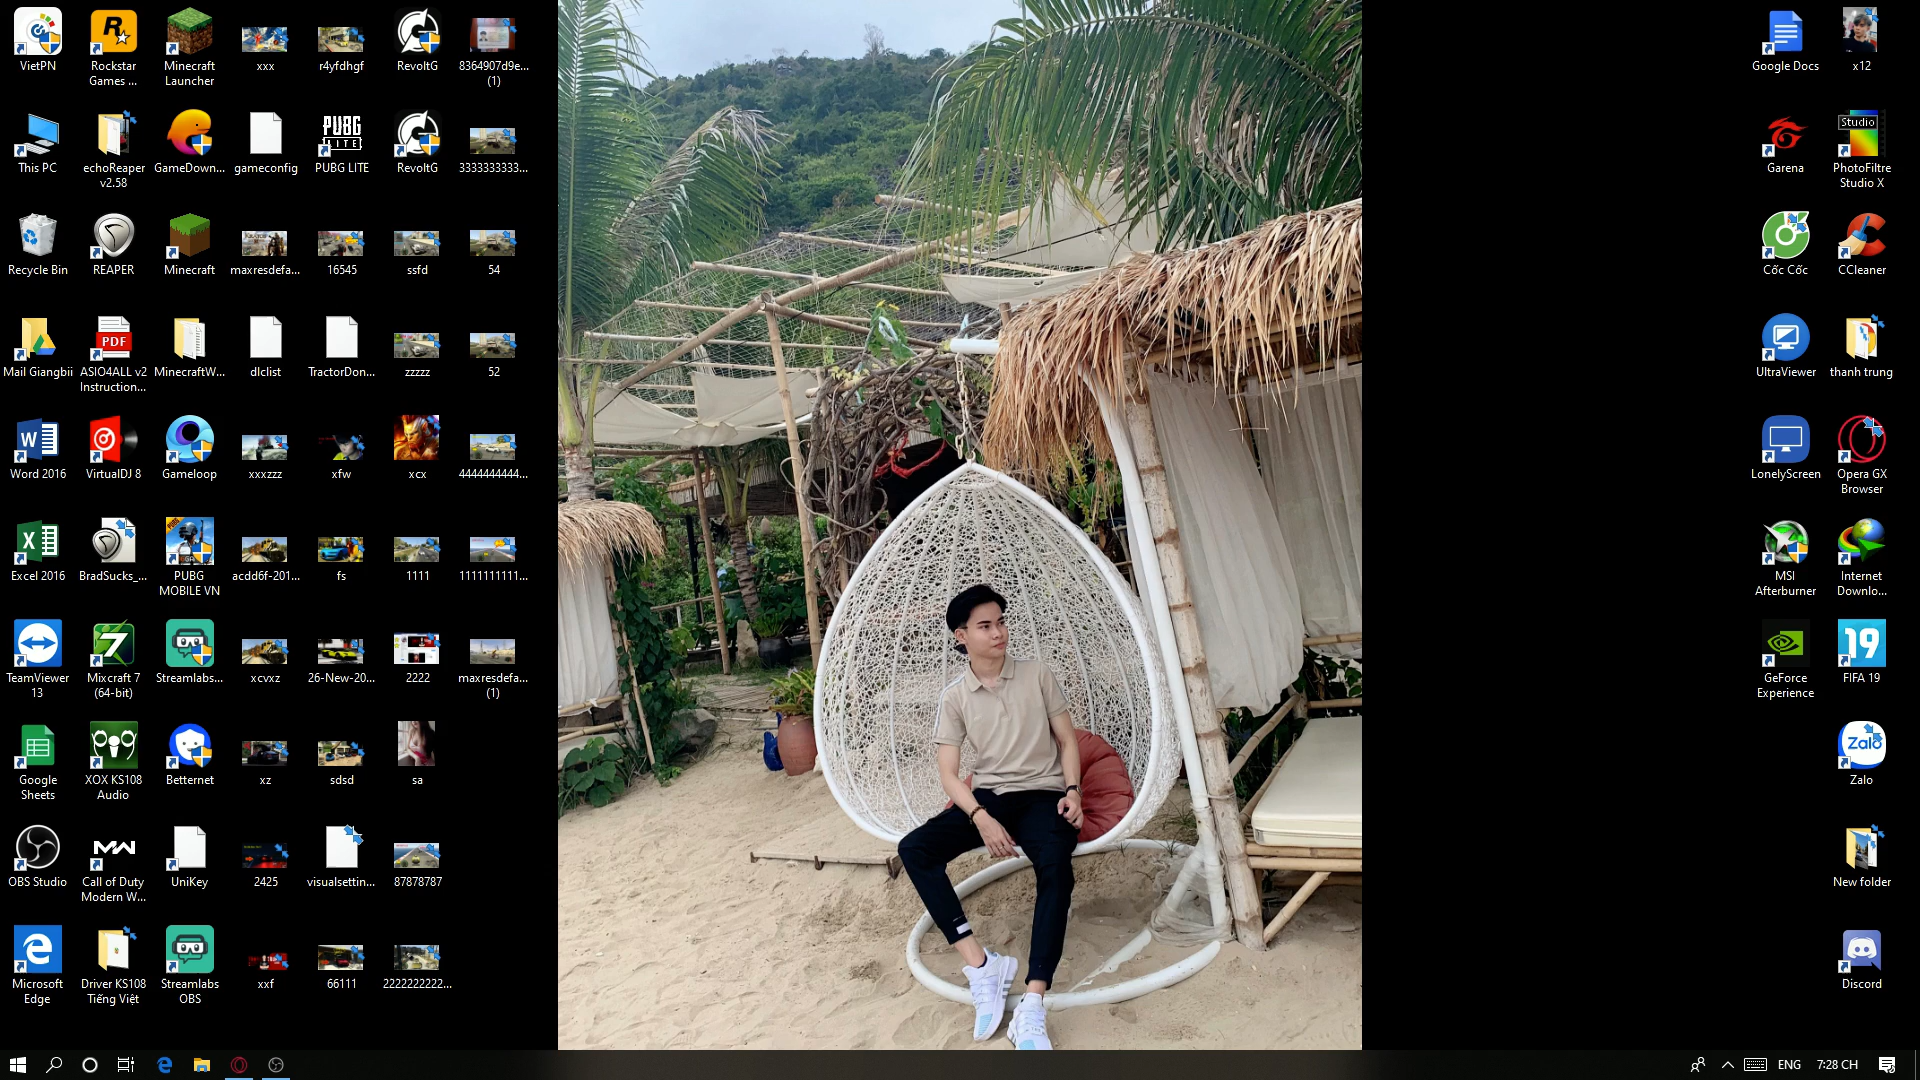 VietPN
Rockstar
Games ...
Minecraft
Launcher
xxx
r4yfdhgf
RevoltG
8364907d9e...
(1)
Google Docs
x12
This PC
echoReaper
v2.58
GameDown...
gameconfig
PUBG
LITE
PUBG LITE
RevoltG
3333333333...
Garena
Studio
PhotoFiltre
Studio X
Recycle Bin
REAPER
Minecraft
maxresdefa...
16545
ssfd
54
Cốc Cốc
CCleaner
Mail Giangbii
PDF
ASIO4ALL v2
Instruction...
MinecraftW...
dlclist
TractorDon...
zzzzz
52
UltraViewer
thanh trung
Word 2016
VirtualDJ 8
Gameloop
xxxzzz
xfw
xcx
4444444444...
LonelyScreen
Opera GX
Browser
Excel 2016
BradSucks_...
PUBG
MOBILE VN
acdd6f-201...
fs
1111
1111111111...
MSI
Afterburner
Internet
Downlo...
TeamViewer
13
Mixcraft 7
(64-bit)
Streamlabs...
xcvxz
26-New-20...
2222
maxresdefa...
(1)
GeForce
Experience
19
FIFA 19
Google
Sheets
XOX KS108
Audio
Betternet
xz
sdsd
sa
Zalo
Zalo
OBS Studio
Call of Duty
Modern W...
UniKey
2425
visualsettin...
87878787
New folder
Microsoft
Edge
Driver KS108
Tiếng Việt
Streamlabs
OBS
xxf
66111
2222222222...
Discord
ENG
7:28 CH